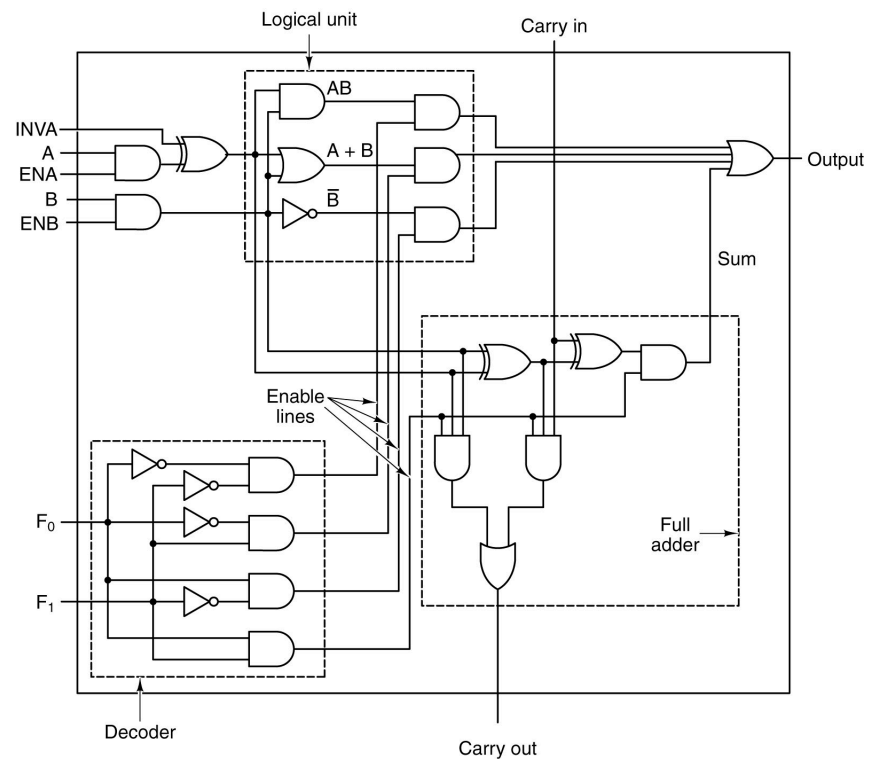 Logical unit
Carry in
INVA
A
ENA
B
ENB
AB
A + B
B̅
Output
Sum
Enable
lines
F₀
F₁
Full
adder
Decoder
Carry out